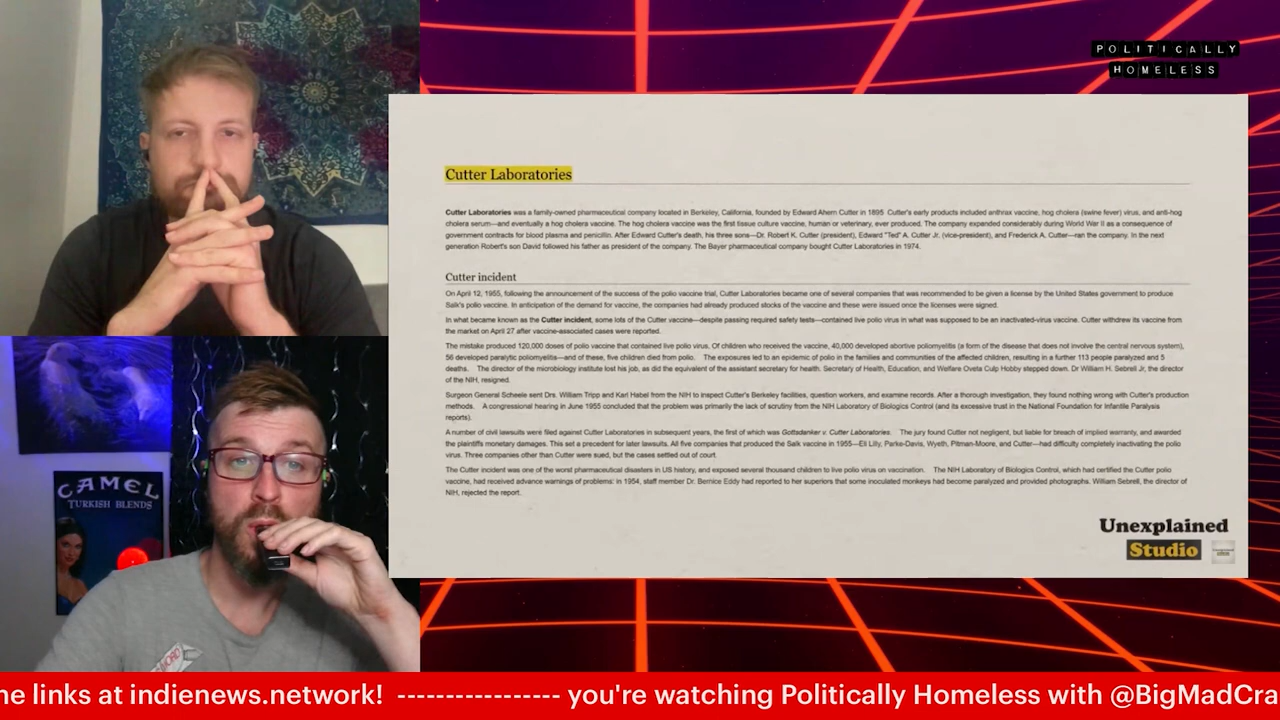 POLITICALLY
HOMELESS
Cutter Laboratories
Cutter Laboratories was a family-owned pharmaceutical company located in Berkeley, California, founded by Edward Ahern Cutter in 1895 Cutter's early products included anthrax vaccine, hog cholera (swine fever) virus, and anti-hog
cholera serum—and eventually a hog cholera vaccine. The hog cholera vaccine was the first tissue culture vaccine, human or veterinary, ever produced. The company expanded considerably during World War II as a consequence of
government contracts for blood plasma and penicillin. After Edward Cutter's death, his three sons—Dr. Robert K. Cutter (president), Edward "Ted" A. Cutter Jr. (vice-president), and Frederick A. Cutter—ran the company. In the next
generation Robert's son David followed his father as president of the company. The Bayer pharmaceutical company bought Cutter Laboratories in 1974.
Cutter incident
On April 12, 1955, following the announcement of the success of the polio vaccine trial, Cutter Laboratories became one of several companies that was recommended to be given a license by the United States government to produce
Salk's polio vaccine. In anticipation of the demand for vaccine, the companies had already produced stocks of the vaccine and these were issued once the licenses were signed.
In what became known as the Cutter incident, some lots of the Cutter vaccine—despite passing required safety tests—contained live polio virus in what was supposed to be an inactivated-virus vaccine. Cutter withdrew its vaccine from
the market on April 27 after vaccine-associated cases were reported.
The mistake produced 120,000 doses of polio vaccine that contained live polio virus. Of children who received the vaccine, 40,000 developed abortive poliomyelitis (a form of the disease that does not involve the central nervous system),
56 developed paralytic poliomyelitis—and of these, five children died from polio. The exposures led to an epidemic of polio in the families and communities of the affected children, resulting in a further 113 people paralyzed and 5
deaths. The director of the microbiology institute lost his job, as did the equivalent of the assistant secretary for health. Secretary of Health, Education, and Welfare Oveta Culp Hobby stepped down. Dr William H. Sebrell Jr, the director
of the NIH, resigned.
Surgeon General Scheele sent Drs. William Tripp and Karl Habel from the NIH to inspect Cutter's Berkeley facilities, question workers, and examine records. After a thorough investigation, they found nothing wrong with Cutter's production
methods. A congressional hearing in June 1955 concluded that the problem was primarily the lack of scrutiny from the NIH Laboratory of Biologics Control (and its excessive trust in the National Foundation for Infantile Paralysis
reports).
A number of civil lawsuits were filed against Cutter Laboratories in subsequent years, the first of which was Gottsdanker v. Cutter Laboratories. The jury found Cutter not negligent, but liable for breach of implied warranty, and awarded
the plaintiffs monetary damages. This set a precedent for later lawsuits. All five companies that produced the Salk vaccine in 1955—Eli Lilly, Parke-Davis, Wyeth, Pitman-Moore, and Cutter—had difficulty completely inactivating the polio
virus. Three companies other than Cutter were sued, but the cases settled out of court.
The Cutter incident was one of the worst pharmaceutical disasters in US history, and exposed several thousand children to live polio virus on vaccination. The NIH Laboratory of Biologics Control, which had certified the Cutter polio
vaccine, had received advance warnings of problems: in 1954, staff member Dr. Bernice Eddy had reported to her superiors that some inoculated monkeys had become paralyzed and provided photographs. William Sebrell, the director of
NIH, rejected the report.
Unexplained
Studio
CAMEL
TURKISH BLENDS
he links at indienews.network! ----------------- you're watching Politically Homeless with @BigMadCra